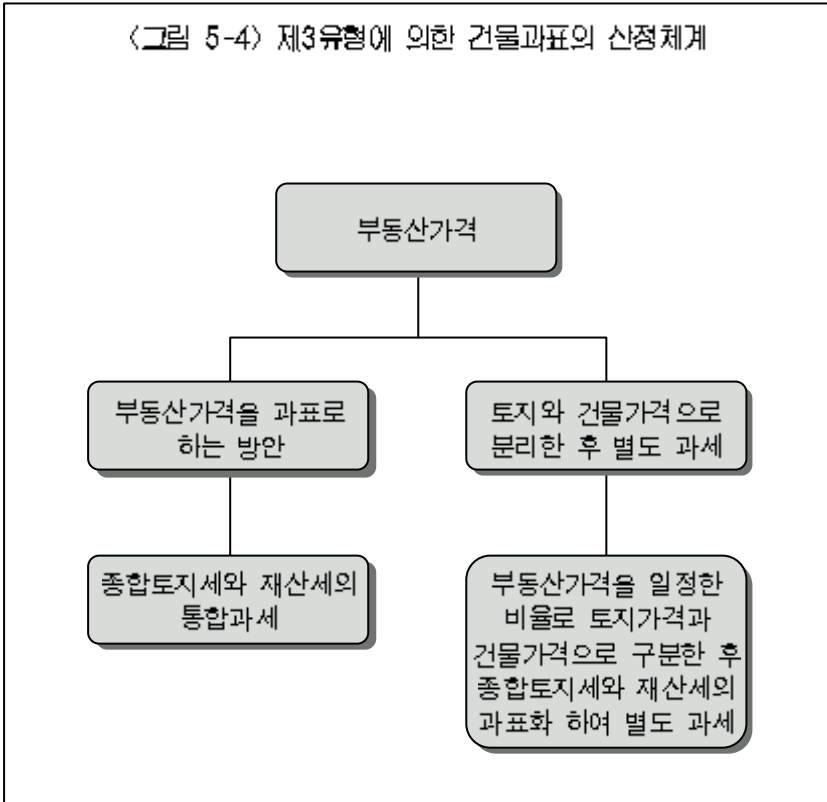 〈그림 5-4〉 제3유형에 의한 건물과표의 산정체계
부동산가격
부동산가격을 과표로
하는 방안
토지와 건물가격으로
분리한 후 별도 과세
종합토지세와 재산세의
통합과세
부동산가격을 일정한
비율로 토지가격과
건물가격으로 구분한 후
종합토지세와 재산세의
과표화 하여 별도 과세